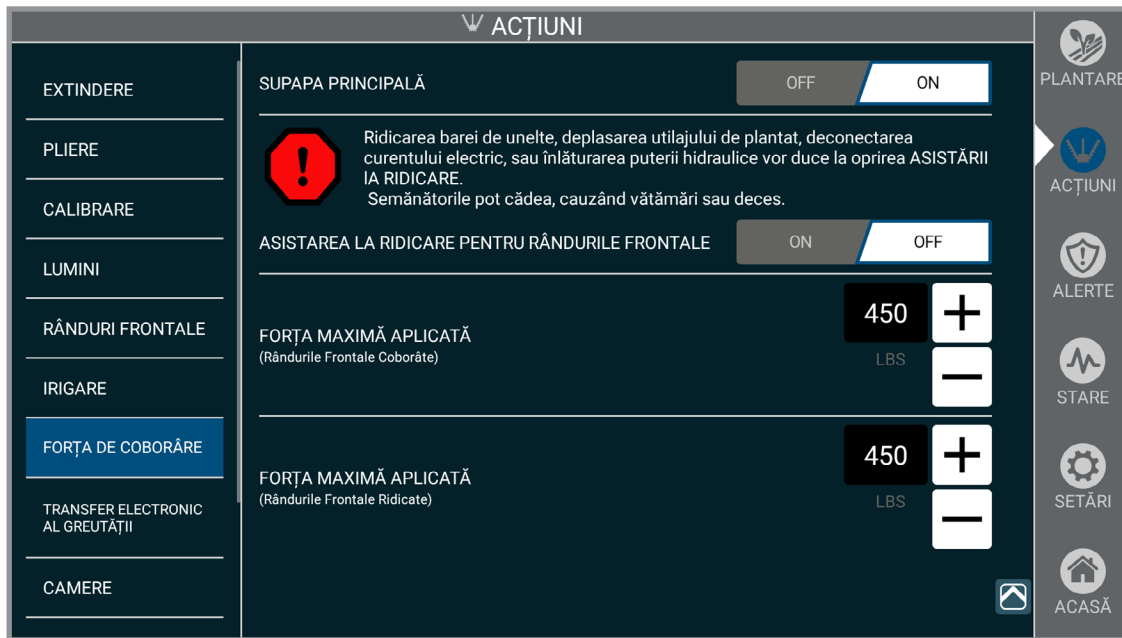 ACȚIUNI
EXTINDERE
PLIERE
CALIBRARE
LUMINI
RÂNDURI FRONTALE
IRIGARE
FORȚA DE COBORÂRE
TRANSFER ELECTRONIC
AL GREUTĂȚII
CAMERE
SUPAPA PRINCIPALĂ
OFF
ON
Ridicarea barei de unelte, deplasarea utilajului de plantat, deconectarea
curentului electric, sau înlăturarea puterii hidraulice vor duce la oprirea ASISTĂRII
lA RIDICARE.
Semănătorile pot cădea, cauzând vătămări sau deces.
ASISTAREA LA RIDICARE PENTRU RÂNDURILE FRONTALE
ON
OFF
FORȚA MAXIMĂ APLICATĂ
(Rândurile Frontale Coborâte)
450
LBS
FORȚA MAXIMĂ APLICATĂ
(Rândurile Frontale Ridicate)
450
LBS
PLANTARE
ACȚIUNI
ALERTE
STARE
SETĂRI
ACASĂ